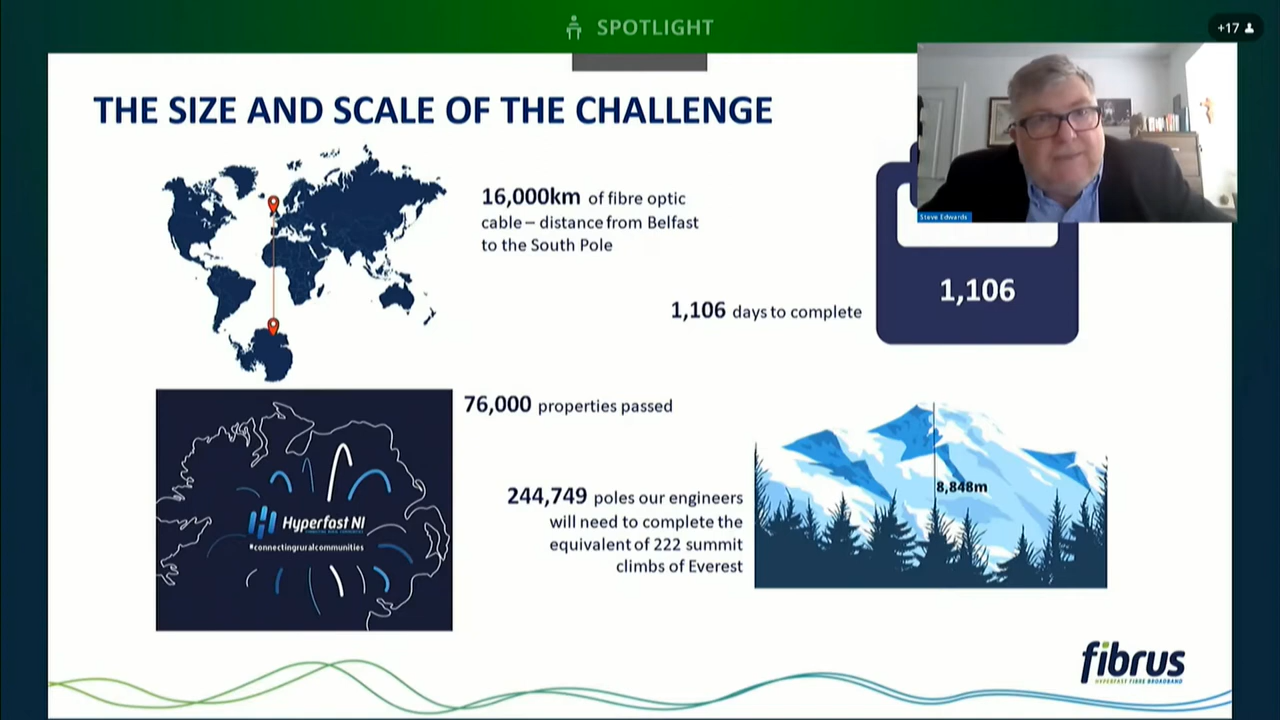 SPOTLIGHT
+17
THE SIZE AND SCALE OF THE CHALLENGE
Steve Edwards
16,000km of fibre optic
cable – distance from Belfast
to the South Pole
1,106 days to complete
1,106
76,000 properties passed
244,749 poles our engineers
will need to complete the
equivalent of 222 summit
climbs of Everest
8,848m
Hyperfast NI
#connectingruralcommunities
fibrus
HYPERFAST FIBRE BROADBAND